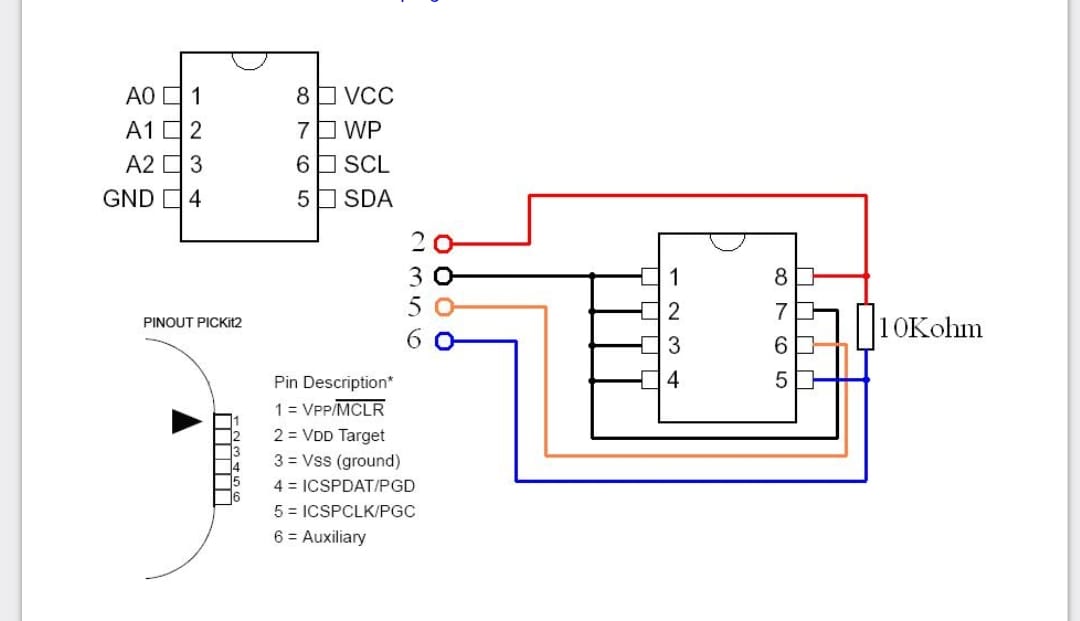 A0 1 8 VCC
A1 2 7 WP
A2 3 6 SCL
GND 4 5 SDA
2
3 1 8
5 2 7
10Kohm
6 3 6
4 5
PINOUT PICKit2
1
2
3
4
5
6
Pin Description*
1 = VPP/MCLR
2 = VDD Target
3 = Vss (ground)
4 = ICSPDAT/PGD
5 = ICSPCLK/PGC
6 = Auxiliary